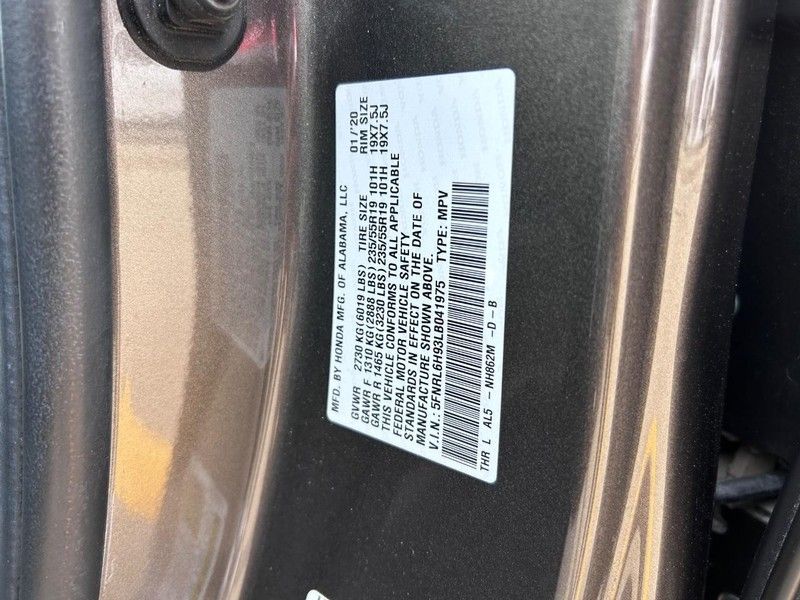 MFD. BY HONDA MFG. OF ALABAMA, LLC 01/'20
GVWR 2730 KG(6019 LBS) TIRE SIZE RIM SIZE
GAWR F 1310 KG(2888 LBS)235/55R19 101H 19X7.5J
GAWR R 1465 KG(3230 LBS)235/55R19 101H 19X7.5J
THIS VEHICLE CONFORMS TO ALL APPLICABLE
FEDERAL MOTOR VEHICLE SAFETY
STANDARDS IN EFFECT ON THE DATE OF
MANUFACTURE SHOWN ABOVE.
V.I.N.: 5FNRL6H93LB041975 TYPE: MPV
THR L AL5 - NH862M -D-B